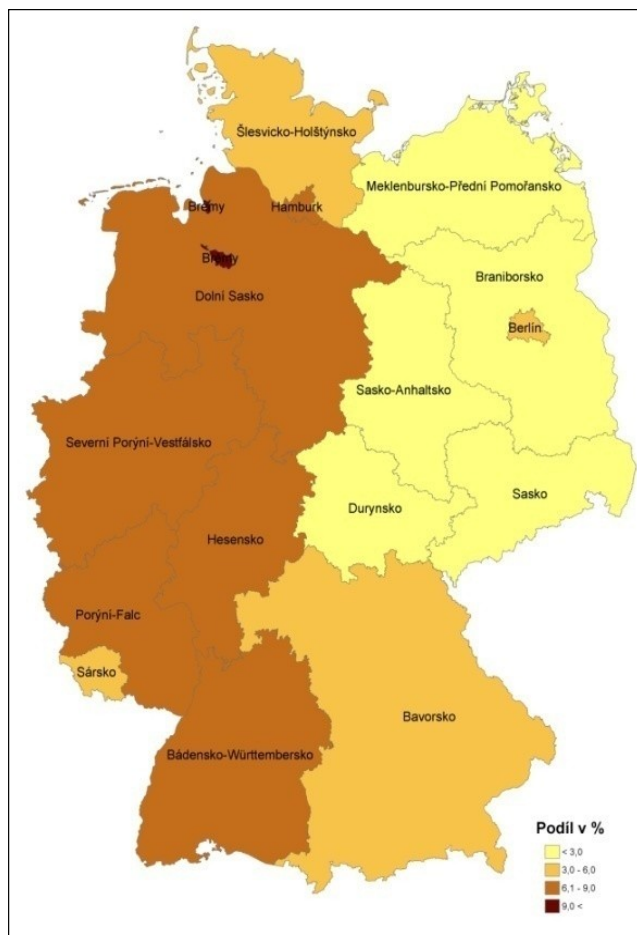 Šlesvicko-Holštýnsko
Meklenbursko-Přední Pomořansko
Brémy
Hamburk
Brémy
Dolní Sasko
Braniborsko
Berlín
Sasko-Anhaltsko
Severní Porýní-Vestfálsko
Sasko
Durynsko
Hesensko
Porýní-Falc
Sársko
Bavorsko
Bádensko-Württembersko
Podíl v %
< 3,0
3,0 - 6,0
6,1 - 9,0
9,0 <